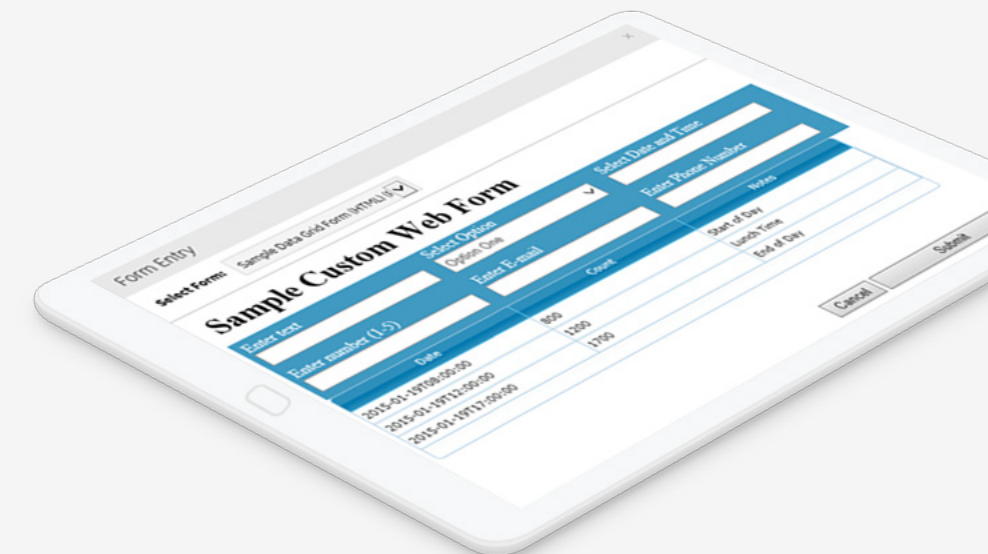 Form Entry
×
Select Form: Sample Data Grid Form (HTML) (
Sample Custom Web Form
Enter text Select Option Select Date and Time
Option One
Enter number (1-5) Enter E-mail Enter Phone Number
Date Count Notes
2015-01-19T08:00:00 800 Start of Day
2015-01-19T12:00:00 1200 Lunch Time
2015-01-19T17:00:00 1700 End of Day
Cancel Submit